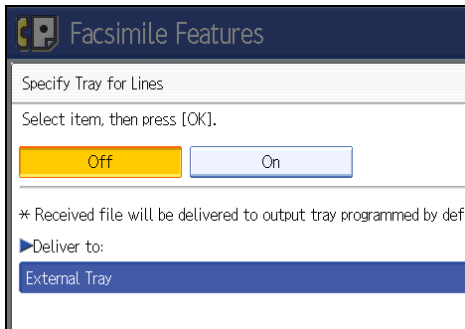 Facsimile Features
Specify Tray for Lines
Select item, then press [OK].
Off On
* Received file will be delivered to output tray programmed by def
▶Deliver to:
External Tray